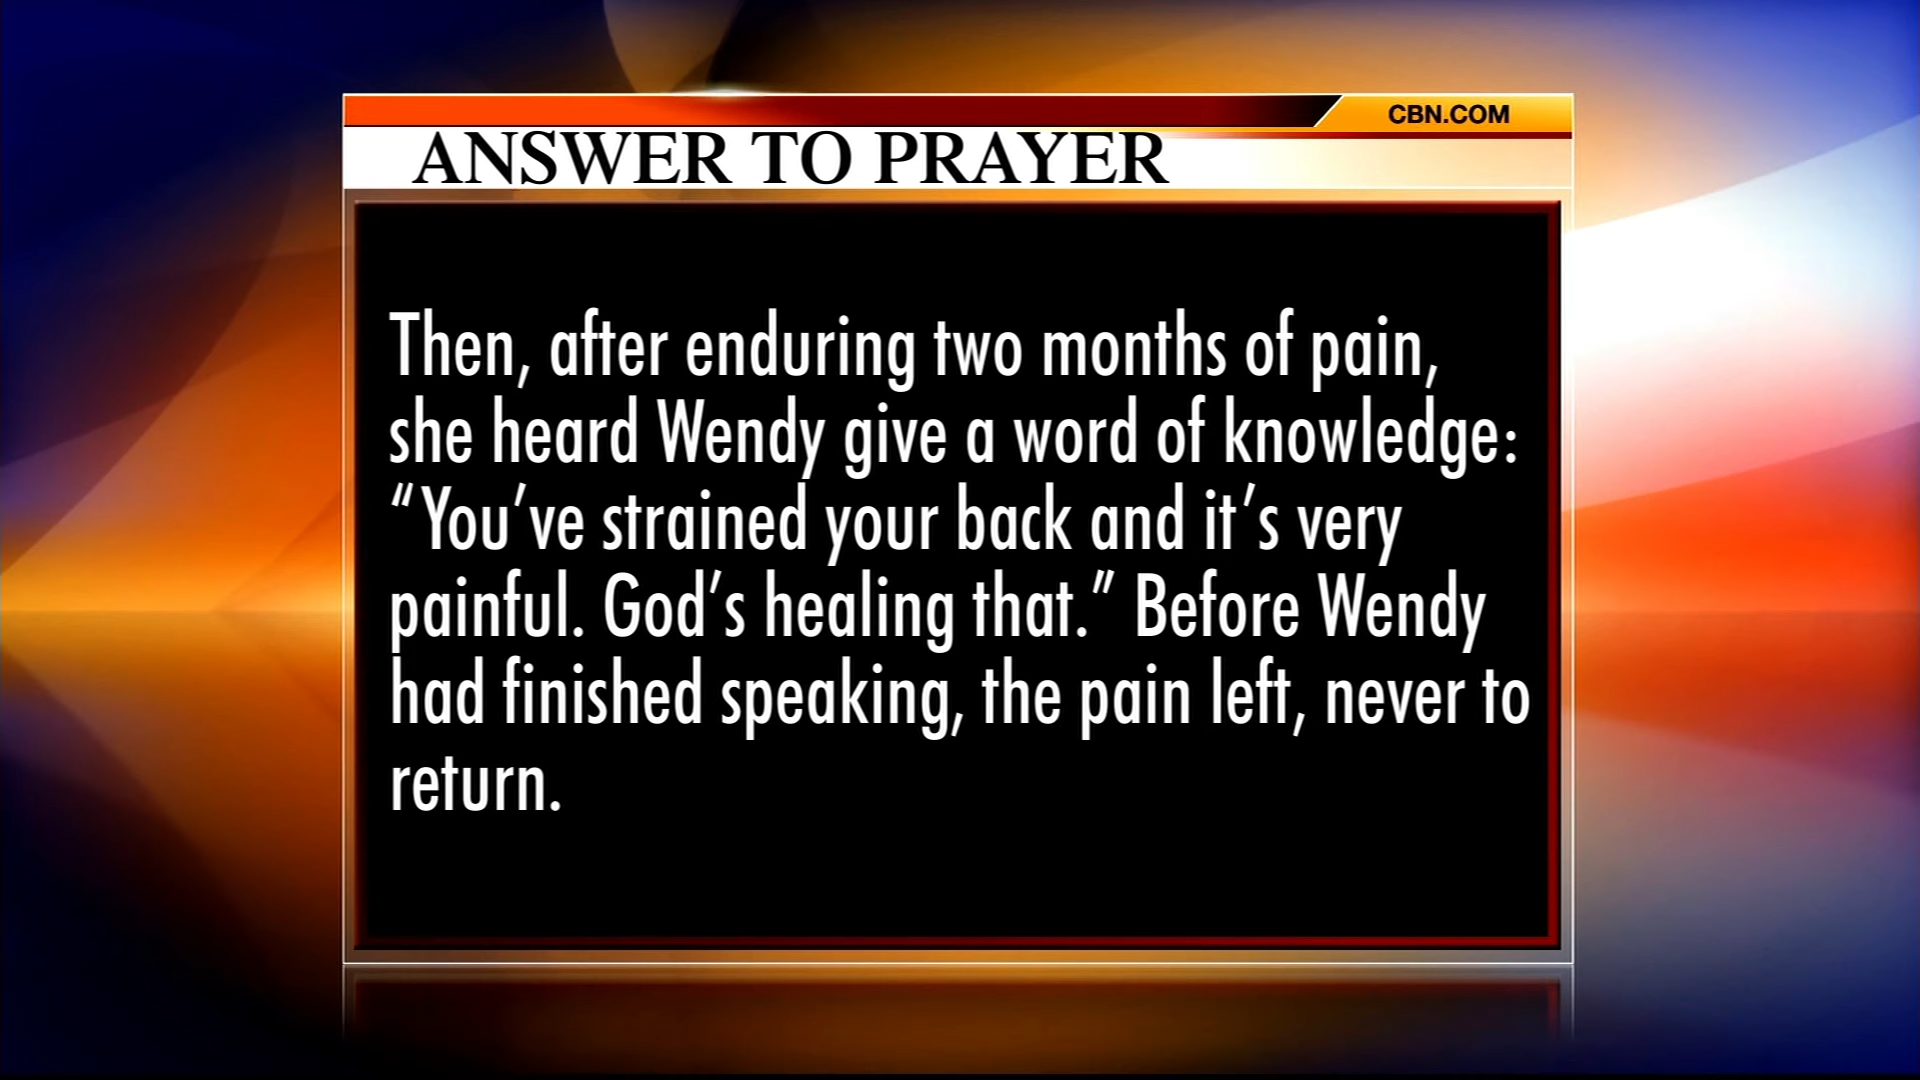 CBN.COM
ANSWER TO PRAYER
Then, after enduring two months of pain,
she heard Wendy give a word of knowledge:
“You’ve strained your back and it’s very
painful. God’s healing that.” Before Wendy
had finished speaking, the pain left, never to
return.